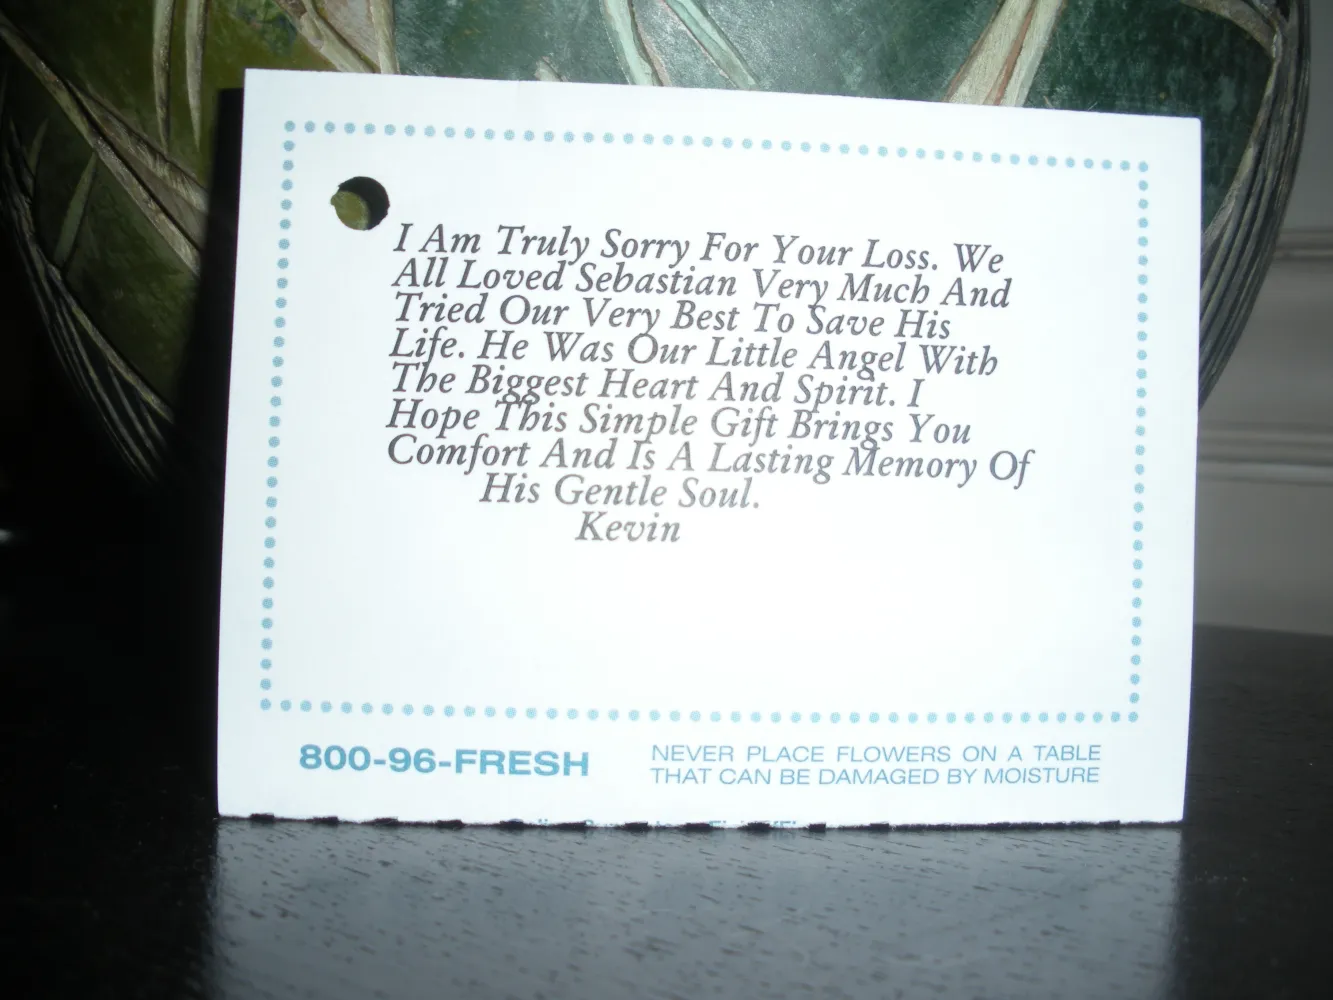 I Am Truly Sorry For Your Loss. We
All Loved Sebastian Very Much And
Tried Our Very Best To Save His
Life. He Was Our Little Angel With
The Biggest Heart And Spirit. I
Hope This Simple Gift Brings You
Comfort And Is A Lasting Memory Of
His Gentle Soul.
Kevin
800-96-FRESH
NEVER PLACE FLOWERS ON A TABLE
THAT CAN BE DAMAGED BY MOISTURE